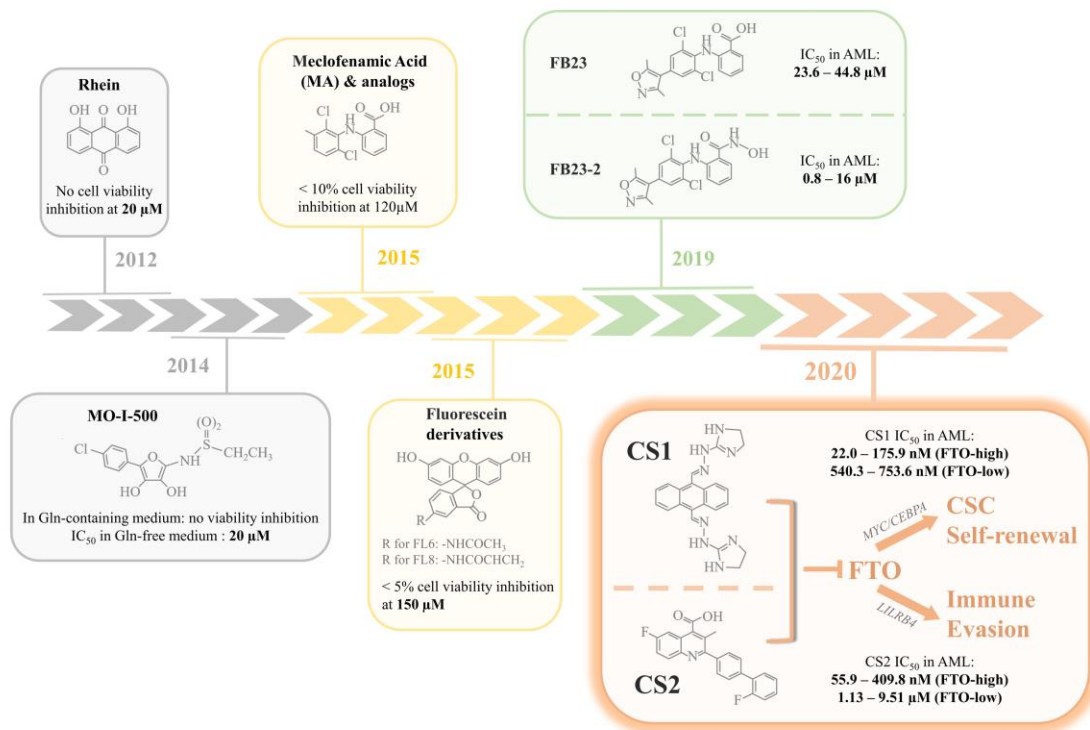 Rhein
OH O OH
O
No cell viability
inhibition at 20 µM
2012
Meclofenamic Acid
(MA) & analogs
Cl H N O OH
Cl
< 10% cell viability
inhibition at 120µM
2015
FB23
Cl H N O OH
Cl
O N
IC50 in AML:
23.6 – 44.8 µM
FB23-2
Cl H N O H N OH
Cl
O N
IC50 in AML:
0.8 – 16 µM
2019
2014
MO-I-500
(O)2
S
Cl O NH CH2CH3
HO OH
In Gln-containing medium: no viability inhibition
IC50 in Gln-free medium : 20 µM
2015
Fluorescein
derivatives
HO O OH
O
R O
R for FL6: -NHCOCH3
R for FL8: -NHCOCHCH2
< 5% cell viability inhibition
at 150 µM
2020
CS1
HN N
HN
N
N
NH
HN N
CS1 IC50 in AML:
22.0 – 175.9 nM (FTO-high)
540.3 – 753.6 nM (FTO-low)
MYC/CEBPA
CSC
Self-renewal
FTO
LILRB4
Immune
Evasion
CS2
O OH
F
N
F
CS2 IC50 in AML:
55.9 – 409.8 nM (FTO-high)
1.13 – 9.51 µM (FTO-low)